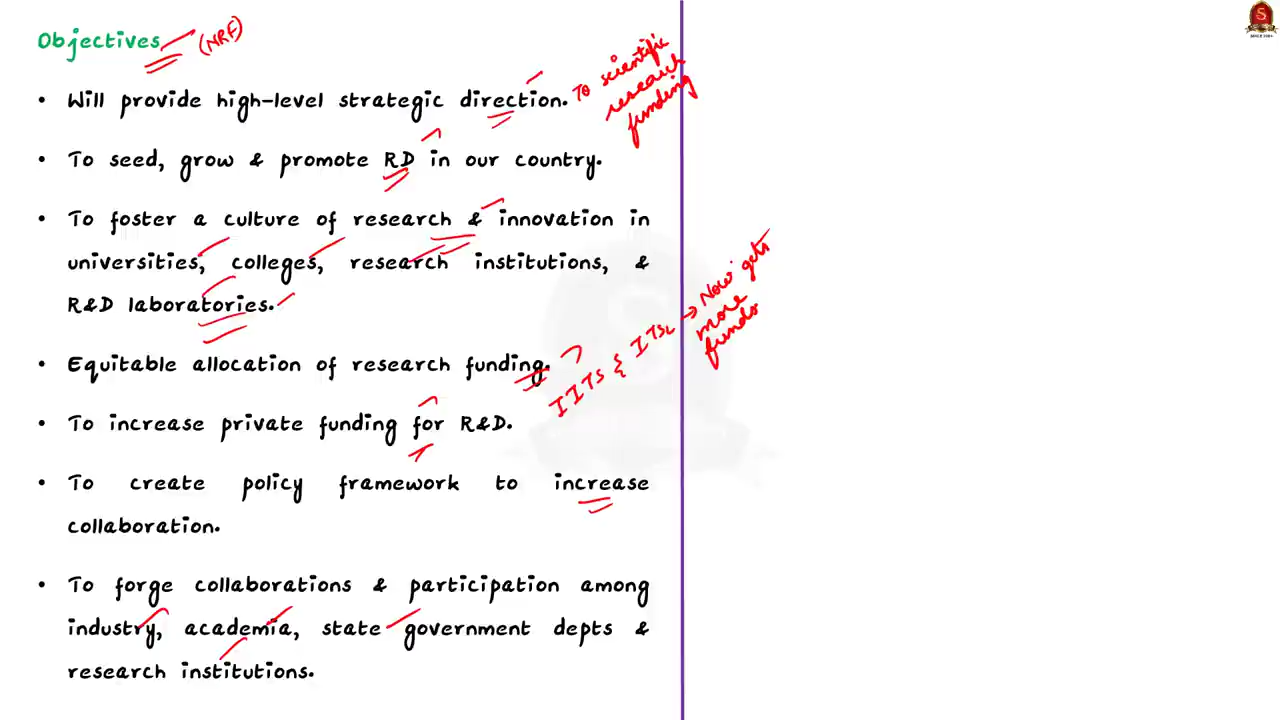 Objectives (NRF)
• Will provide high-level strategic direction. To scientific
research
funding
• To seed, grow & promote RD in our country.
• To foster a culture of research & innovation in
universities, colleges, research institutions, &
R&D laboratories.
• Equitable allocation of research funding.
IITs & IISc → Now gets
more
funds
• To increase private funding for R&D.
• To create policy framework to increase
collaboration.
• To forge collaborations & participation among
industry, academia, state government depts &
research institutions.
S